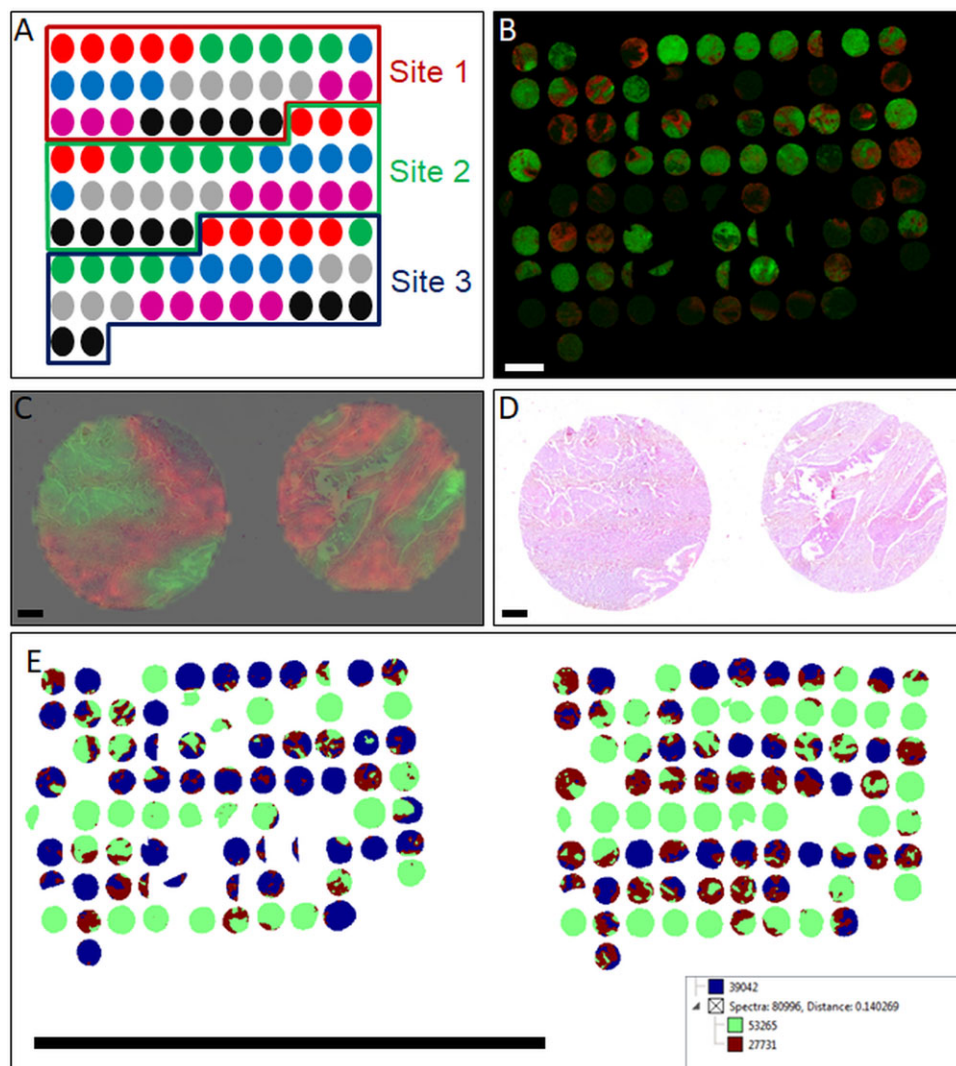 A
Site 1
Site 2
Site 3
B
C
D
E
39042
Spectra: 80996, Distance: 0.140269
53265
27731